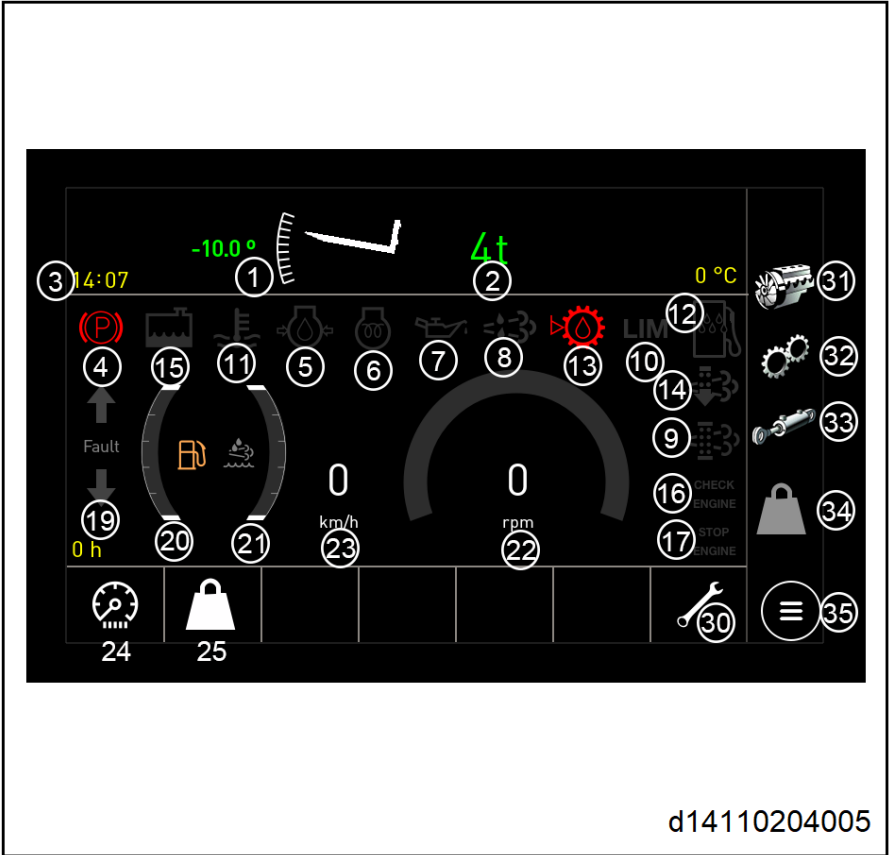 -10.0 °
4t
3
14:07
1
2
0 °C
31
(P)
LIM
12
4
15
11
5
6
7
8
13
10
32
14
Fault
9
33
0
0
CHECK
16
ENGINE
34
19
km/h
rpm
STOP
0 h
20
21
23
22
17
ENGINE
30
35
24
25
d14110204005